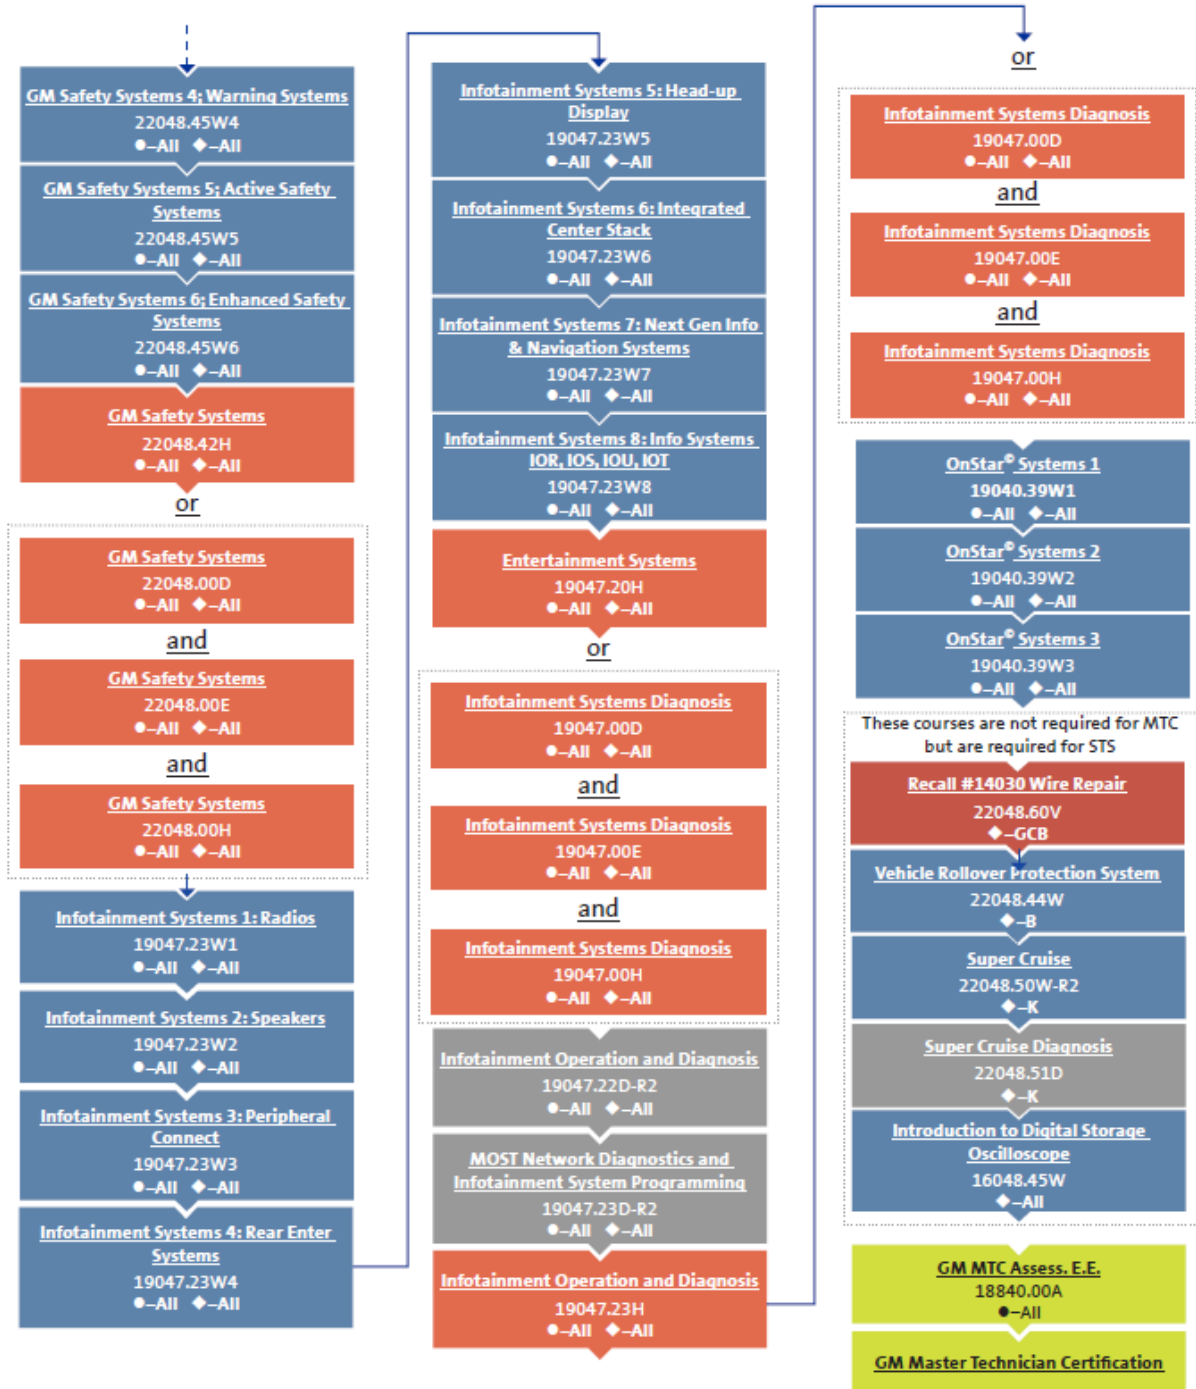 GM Safety Systems 4; Warning Systems
22048.45W4
●–All ◆–All
GM Safety Systems 5; Active Safety
Systems
22048.45W5
●–All ◆–All
GM Safety Systems 6; Enhanced Safety
Systems
22048.45W6
●–All ◆–All
GM Safety Systems
22048.42H
●–All ◆–All
or
GM Safety Systems
22048.00D
●–All ◆–All
and
GM Safety Systems
22048.00E
●–All ◆–All
and
GM Safety Systems
22048.00H
●–All ◆–All
Infotainment Systems 1: Radios
19047.23W1
●–All ◆–All
Infotainment Systems 2: Speakers
19047.23W2
●–All ◆–All
Infotainment Systems 3: Peripheral
Connect
19047.23W3
●–All ◆–All
Infotainment Systems 4: Rear Enter
Systems
19047.23W4
●–All ◆–All
Infotainment Systems 5: Head-up
Display
19047.23W5
●–All ◆–All
Infotainment Systems 6: Integrated
Center Stack
19047.23W6
●–All ◆–All
Infotainment Systems 7: Next Gen Info
& Navigation Systems
19047.23W7
●–All ◆–All
Infotainment Systems 8: Info Systems
IOR, IOS, IOU, IOT
19047.23W8
●–All ◆–All
Entertainment Systems
19047.20H
●–All ◆–All
or
Infotainment Systems Diagnosis
19047.00D
●–All ◆–All
and
Infotainment Systems Diagnosis
19047.00E
●–All ◆–All
and
Infotainment Systems Diagnosis
19047.00H
●–All ◆–All
Infotainment Operation and Diagnosis
19047.22D-R2
●–All ◆–All
MOST Network Diagnostics and
Infotainment System Programming
19047.23D-R2
●–All ◆–All
Infotainment Operation and Diagnosis
19047.23H
●–All ◆–All
or
Infotainment Systems Diagnosis
19047.00D
●–All ◆–All
and
Infotainment Systems Diagnosis
19047.00E
●–All ◆–All
and
Infotainment Systems Diagnosis
19047.00H
●–All ◆–All
OnStar© Systems 1
19040.39W1
●–All ◆–All
OnStar© Systems 2
19040.39W2
●–All ◆–All
OnStar© Systems 3
19040.39W3
●–All ◆–All
These courses are not required for MTC
but are required for STS
Recall #14030 Wire Repair
22048.60V
◆–GCB
Vehicle Rollover Protection System
22048.44W
◆–B
Super Cruise
22048.50W-R2
◆–K
Super Cruise Diagnosis
22048.51D
◆–K
Introduction to Digital Storage
Oscilloscope
16048.45W
◆–All
GM MTC Assess. E.E.
18840.00A
●–All
GM Master Technician Certification